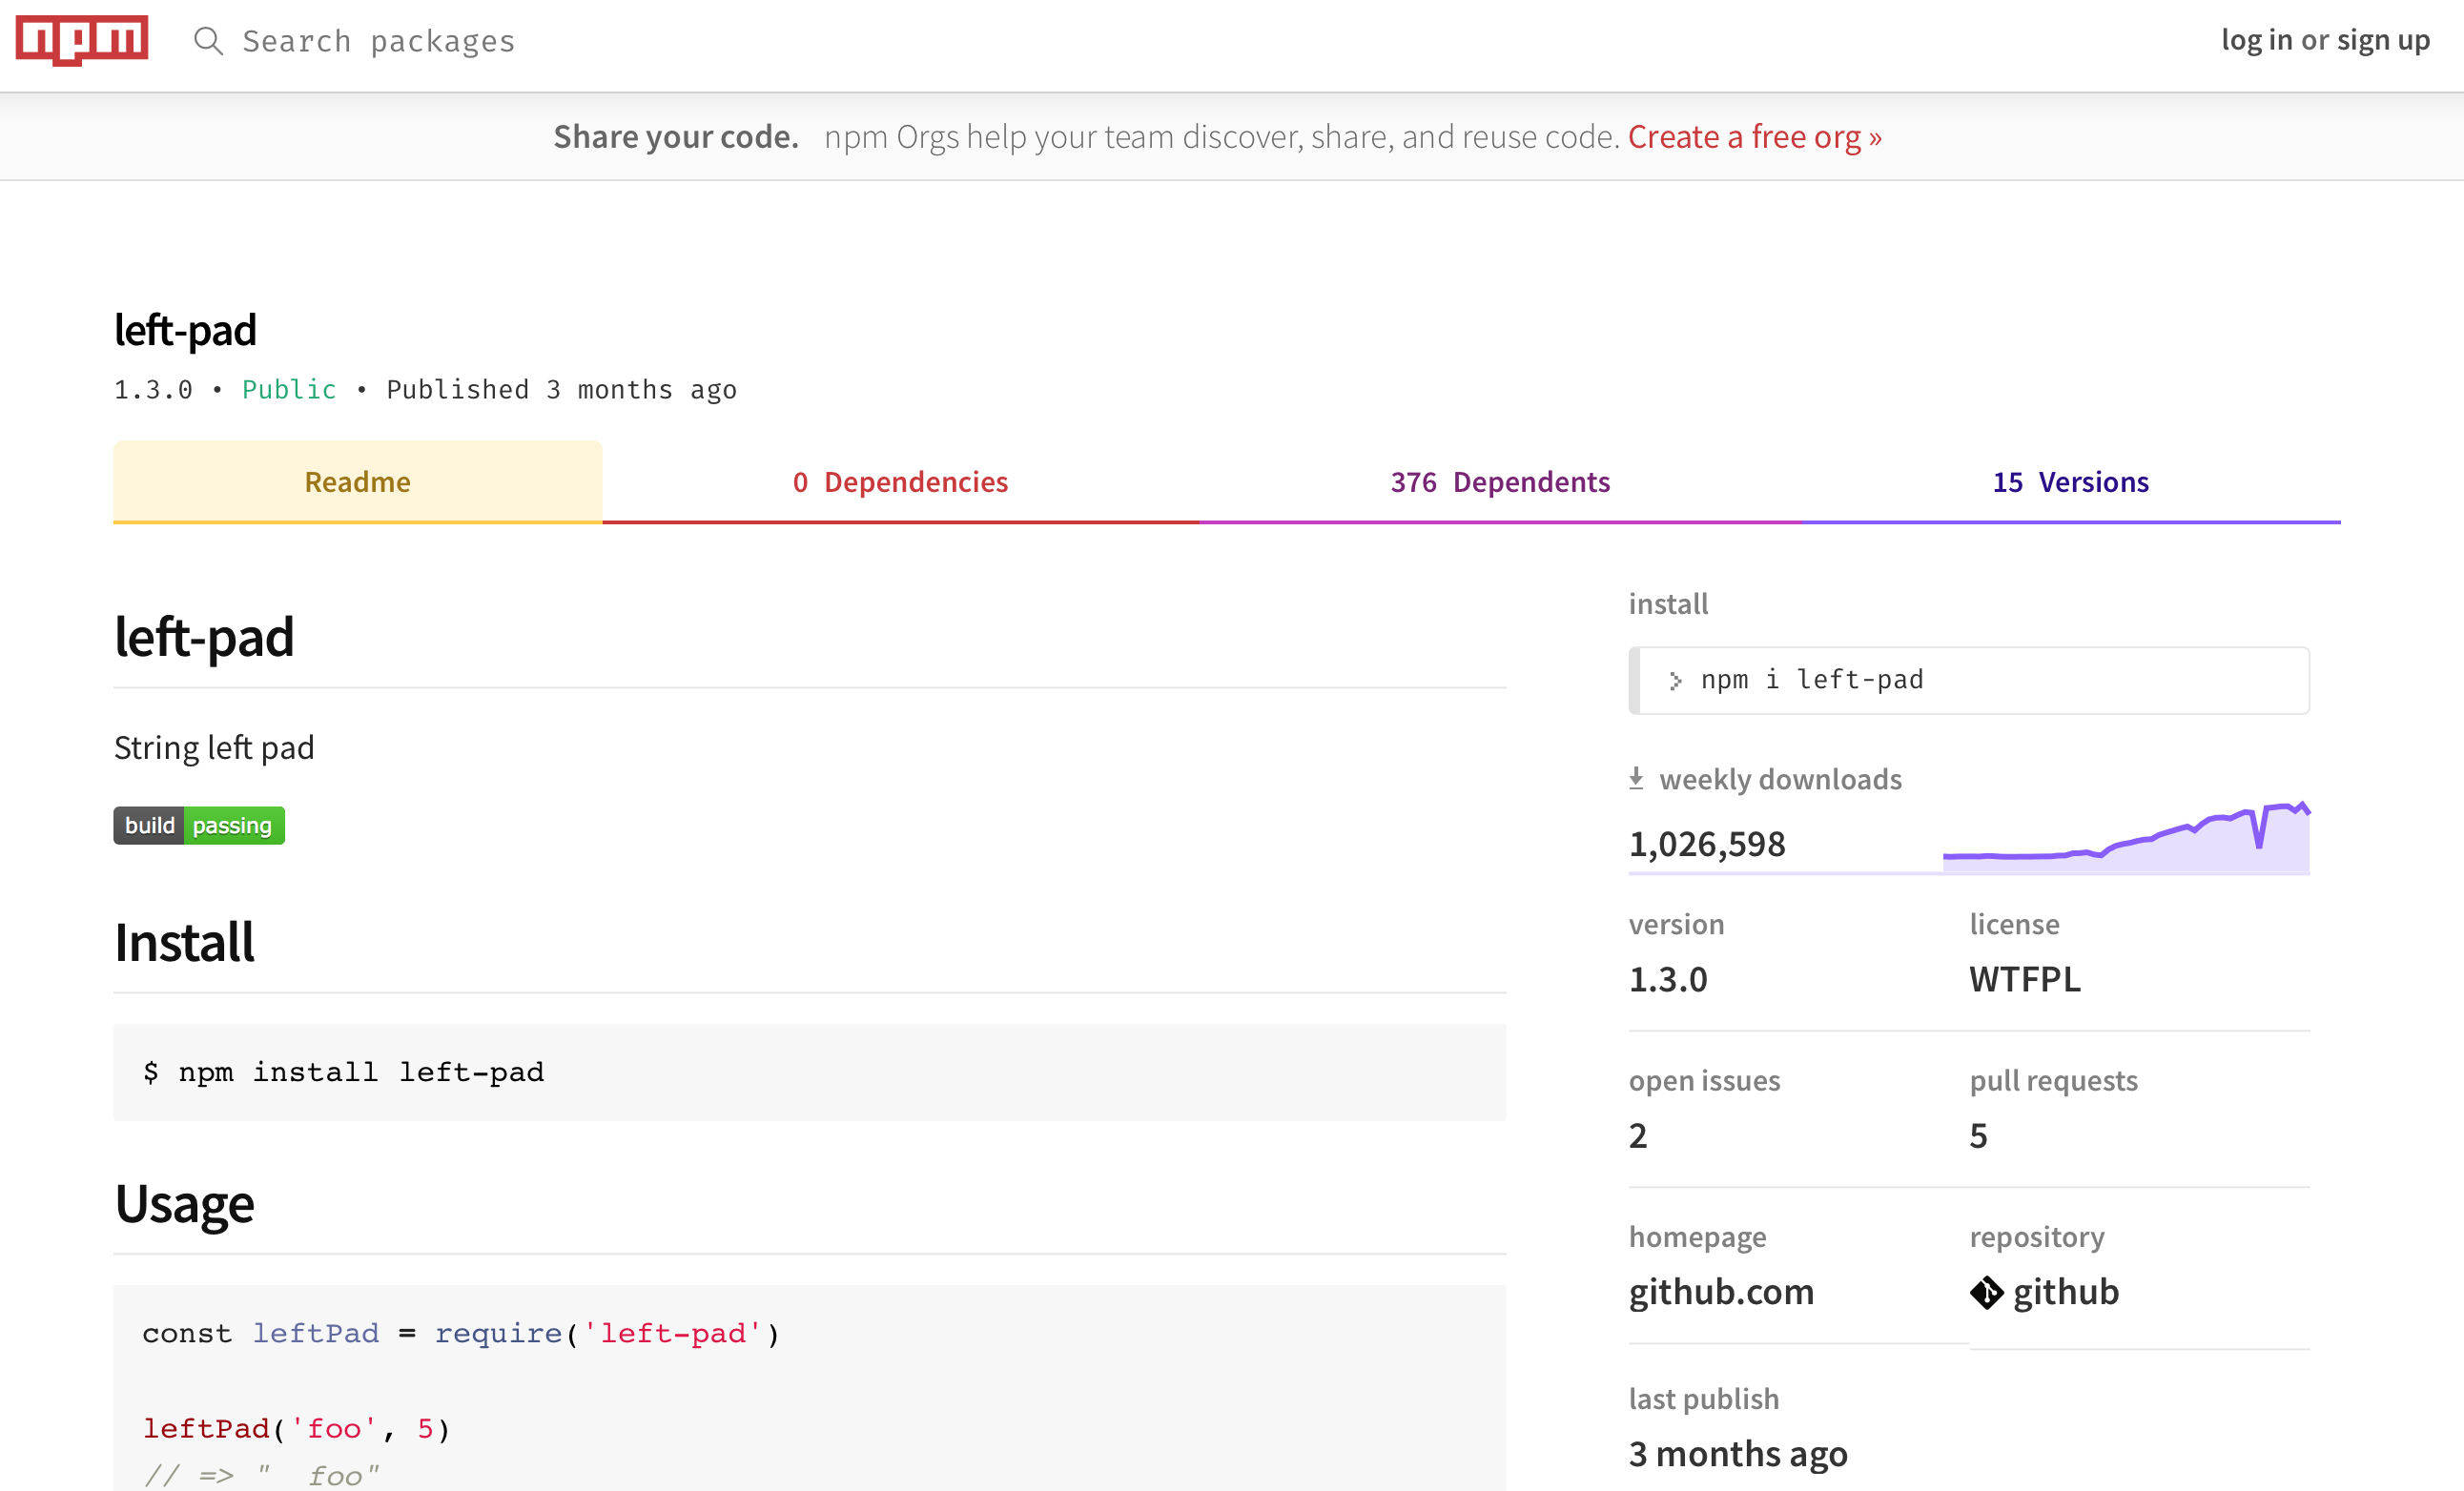 npm
Search packages
log in or sign up
Share your code. npm Orgs help your team discover, share, and reuse code. Create a free org »
left-pad
1.3.0 • Public • Published 3 months ago
Readme
0 Dependencies
376 Dependents
15 Versions
left-pad
String left pad
build passing
Install
$ npm install left-pad
Usage
const leftPad = require('left-pad')
leftPad('foo', 5)
// => "  foo"
install
> npm i left-pad
weekly downloads
1,026,598
version
1.3.0
license
WTFPL
open issues
2
pull requests
5
homepage
github.com
repository
github
last publish
3 months ago